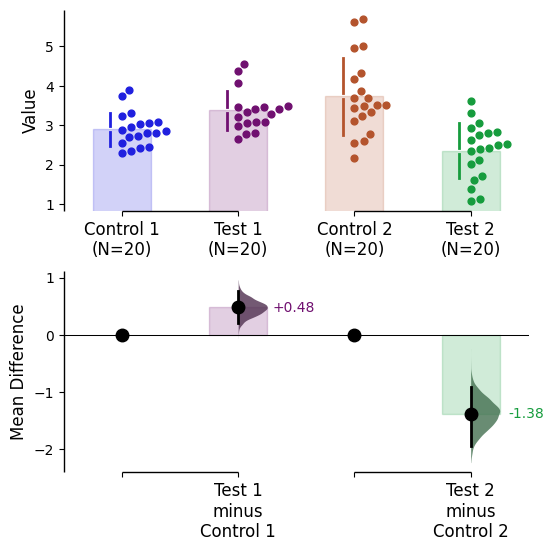 Value
5
4
3
2
1
Control 1 Test 1 Control 2 Test 2
(N=20) (N=20) (N=20) (N=20)
Mean Difference
1
0
−1
−2
+0.48
-1.38
Test 1 Test 2
minus minus
Control 1 Control 2